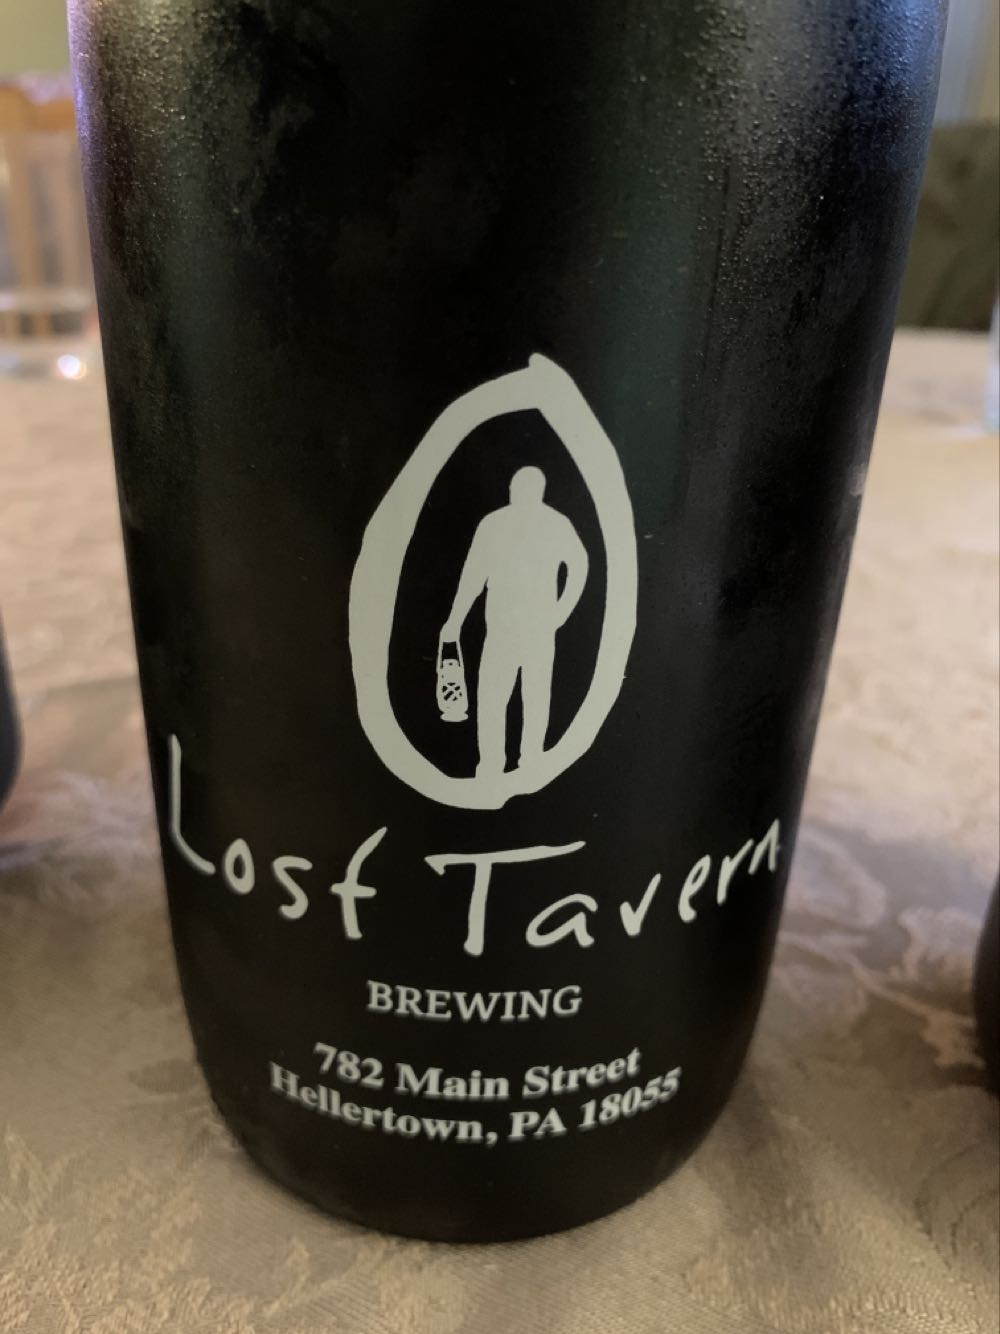 Lost Tavern
BREWING
782 Main Street
Hellertown, PA 18055